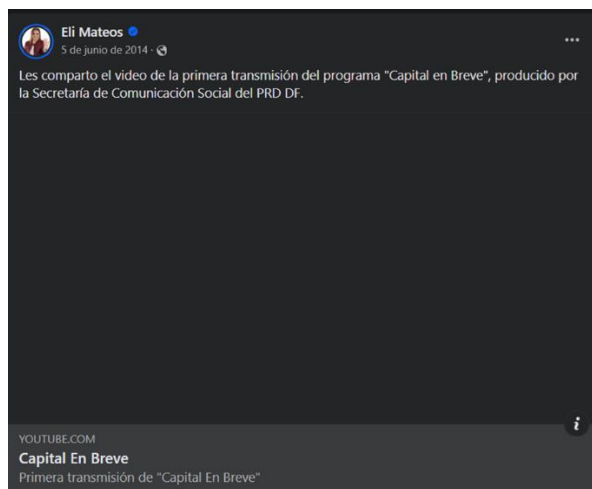 Eli Mateos
5 de junio de 2014 ·
Les comparto el video de la primera transmisión del programa "Capital en Breve", producido por
la Secretaría de Comunicación Social del PRD DF.
YOUTUBE.COM
Capital En Breve
Primera transmisión de "Capital En Breve"